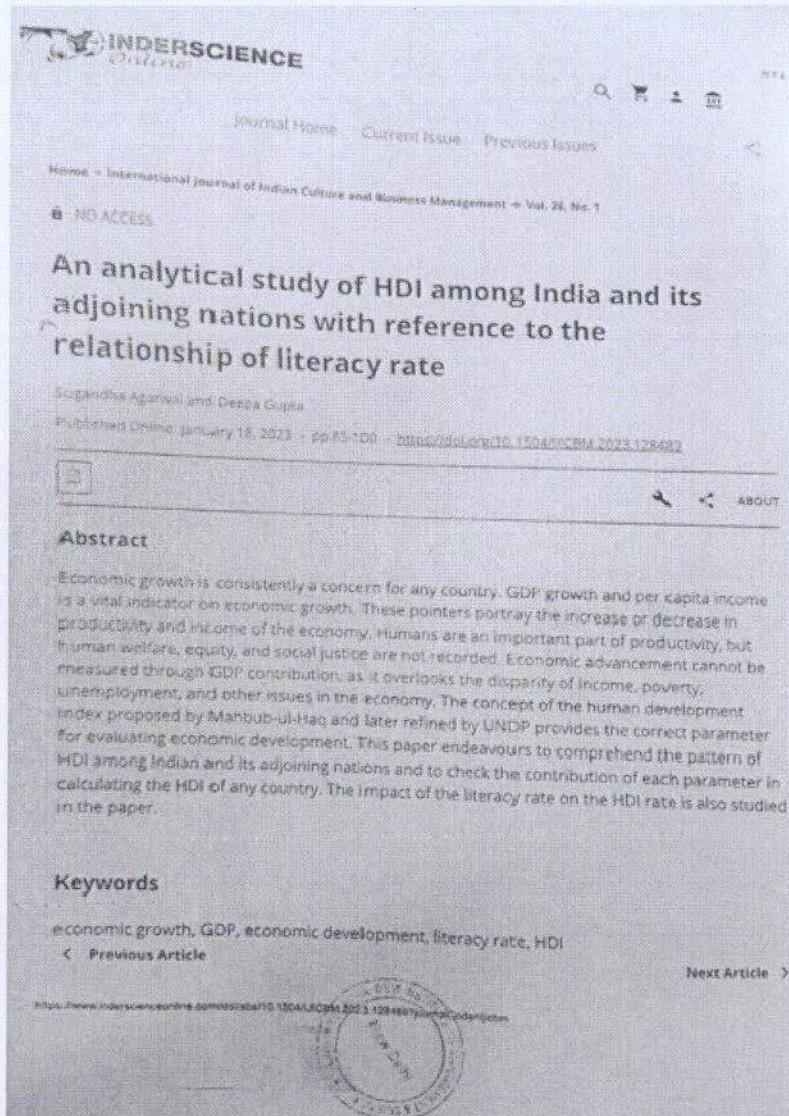 INDERSCIENCE
Online
Journal Home Current Issue Previous Issues
Home > International Journal of Indian Culture and Business Management > Vol. 26, No. 1
NO ACCESS
An analytical study of HDI among India and its
adjoining nations with reference to the
relationship of literacy rate
Sugandha Agarwal and Deepa Gupta
Published Online: January 18, 2023 - pp 85-100 -
ABOUT
Abstract
Economic growth is consistently a concern for any country. GDP growth and per capita income
is a vital indicator on economic growth. These pointers portray the increase or decrease in
productivity and income of the economy. Humans are an important part of productivity, but
human welfare, equity, and social justice are not recorded. Economic advancement cannot be
measured through GDP contribution, as it overlooks the disparity of income, poverty,
unemployment, and other issues in the economy. The concept of the human development
index proposed by Mahbub-ul-Haq and later refined by UNDP provides the correct parameter
for evaluating economic development. This paper endeavours to comprehend the pattern of
HDI among Indian and its adjoining nations and to check the contribution of each parameter in
calculating the HDI of any country. The impact of the literacy rate on the HDI rate is also studied
in the paper.
Keywords
economic growth, GDP, economic development, literacy rate, HDI
< Previous Article
Next Article >
New Delhi